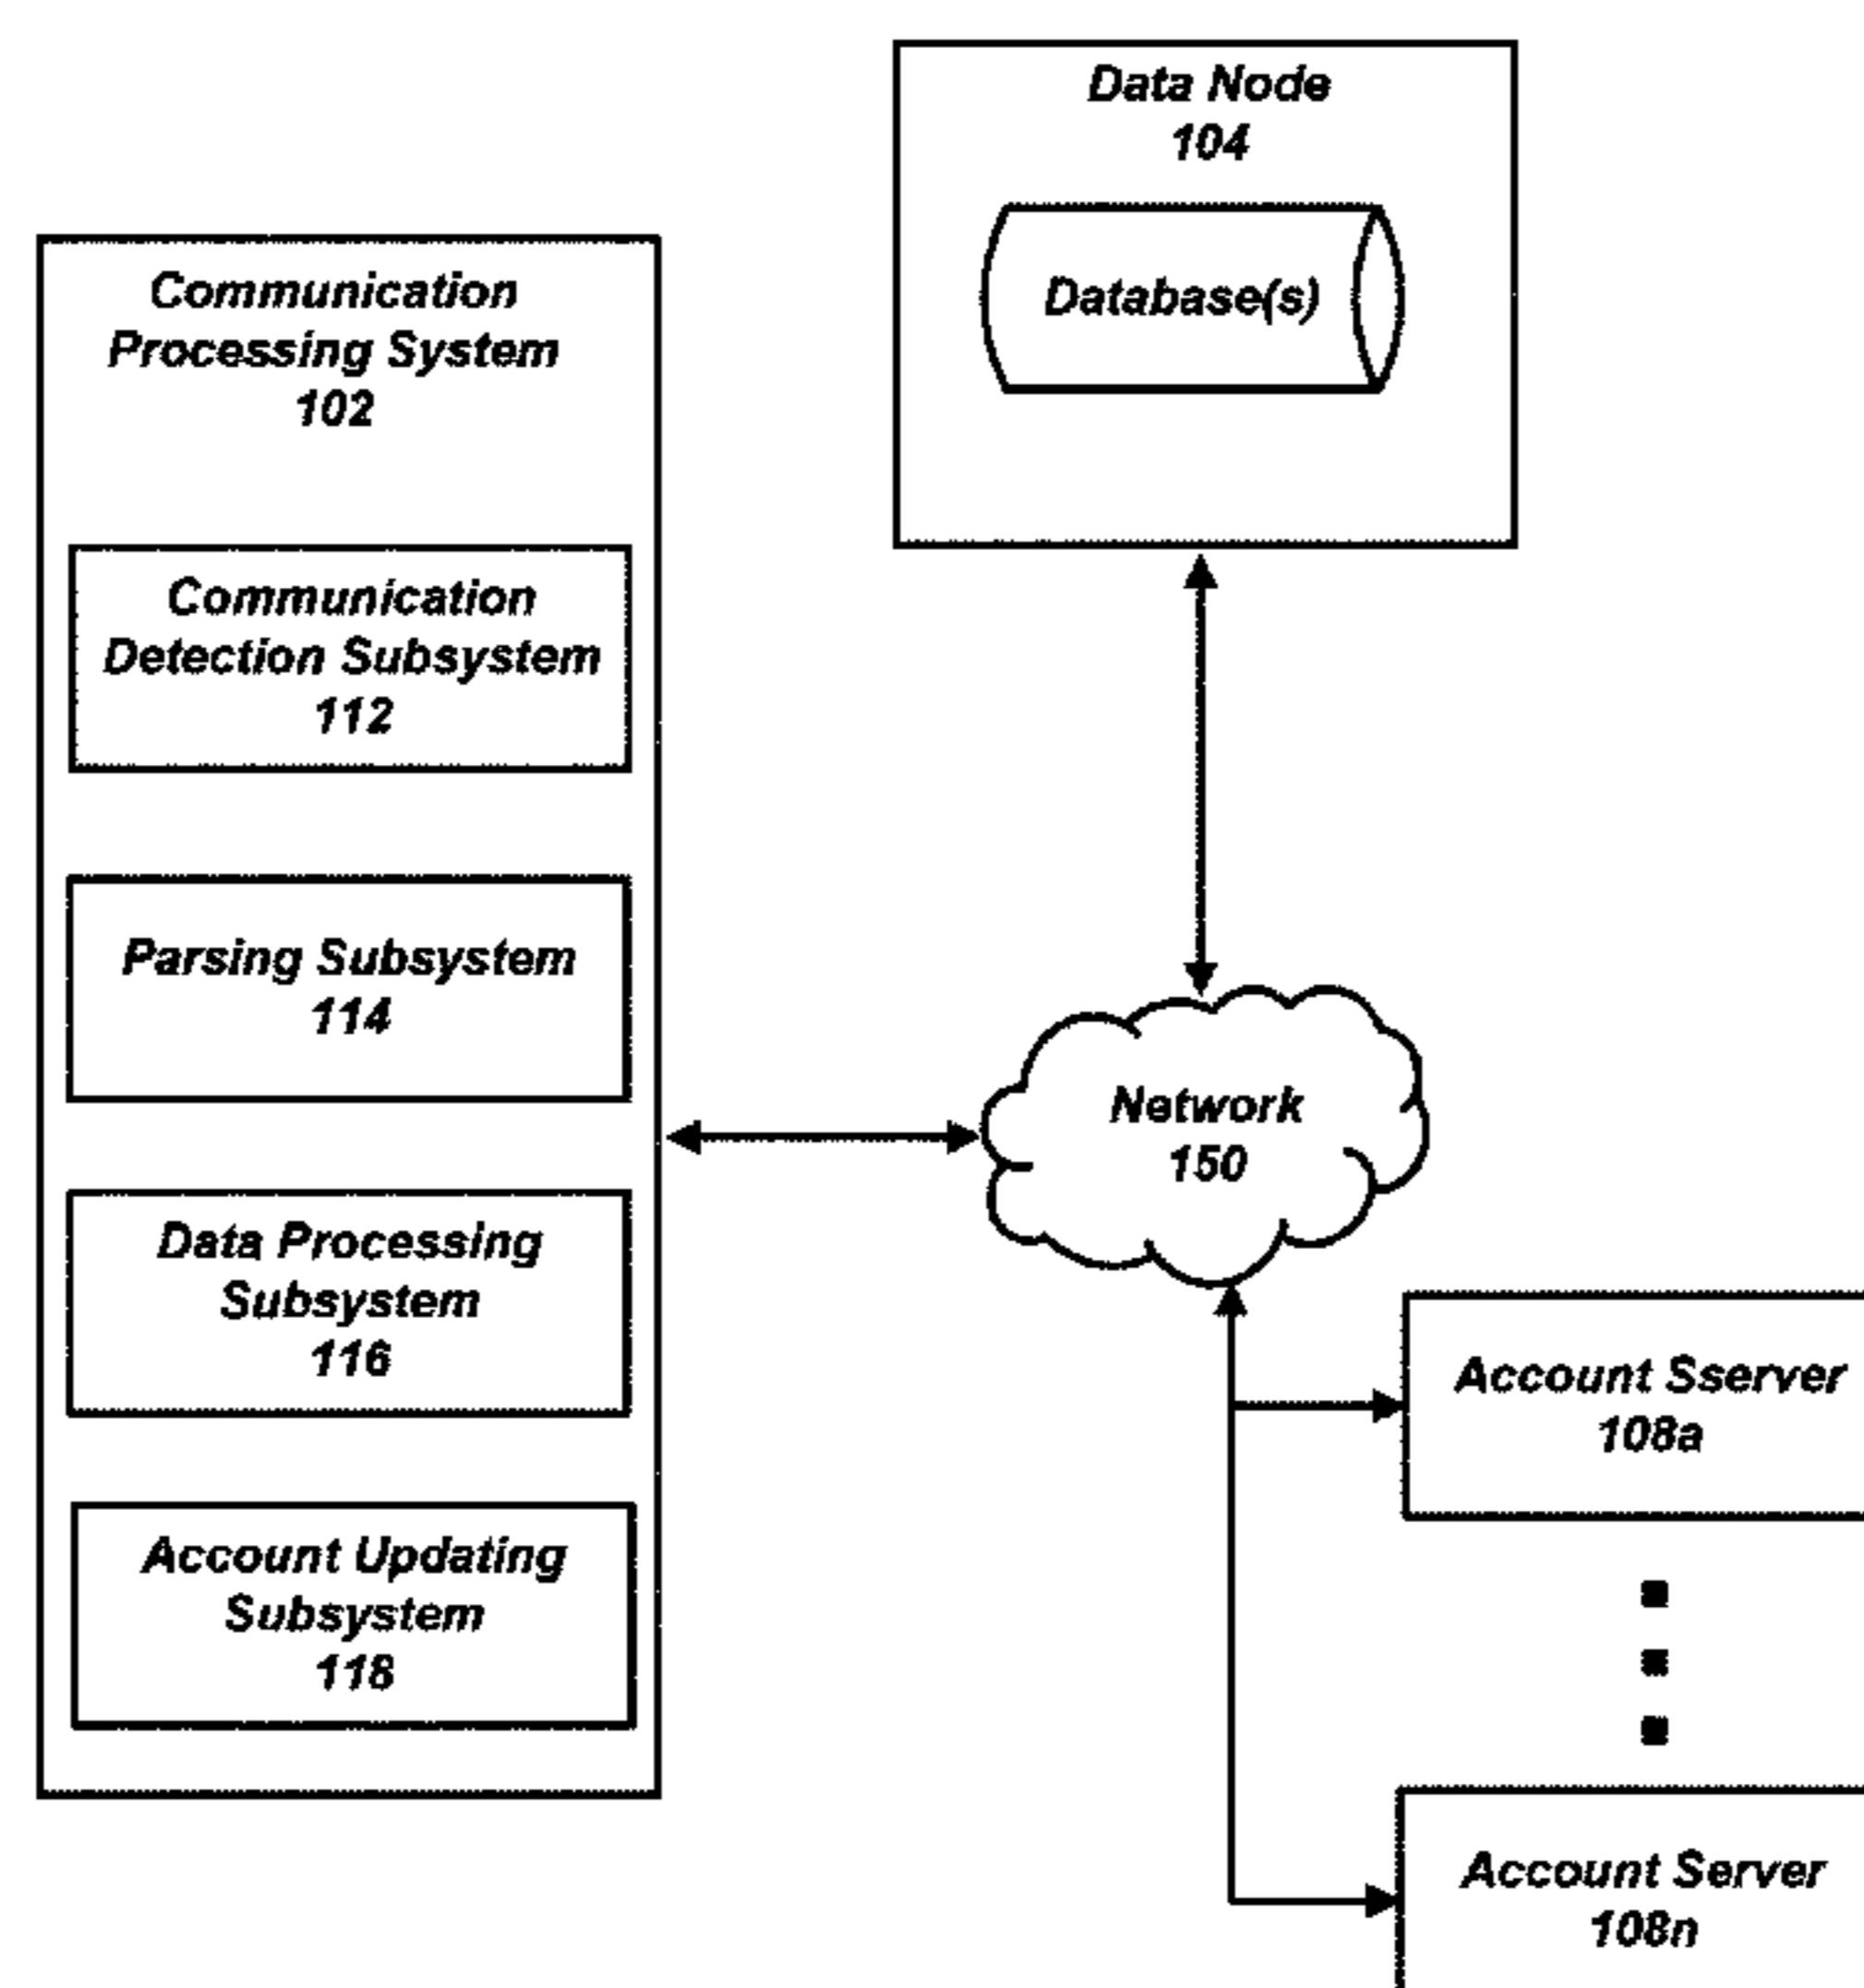 Data Node
104
Database(s)
Communication
Processing System
102
Communication
Detection Subsystem
112
Parsing Subsystem
114
Data Processing
Subsystem
116
Account Updating
Subsystem
118
Network
150
Account Sserver
108a
Account Server
108n